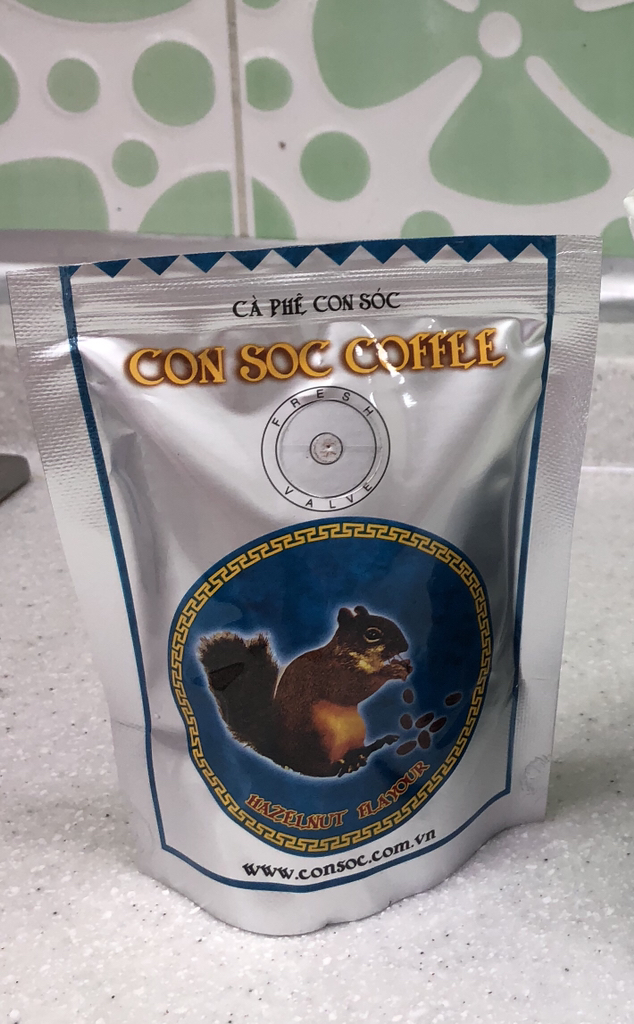 CÀ PHÊ CON SÓC
CON SOC COFFEE
FRESH
VALVE
HAZELNUT FLAVOUR
www.consoc.com.vn